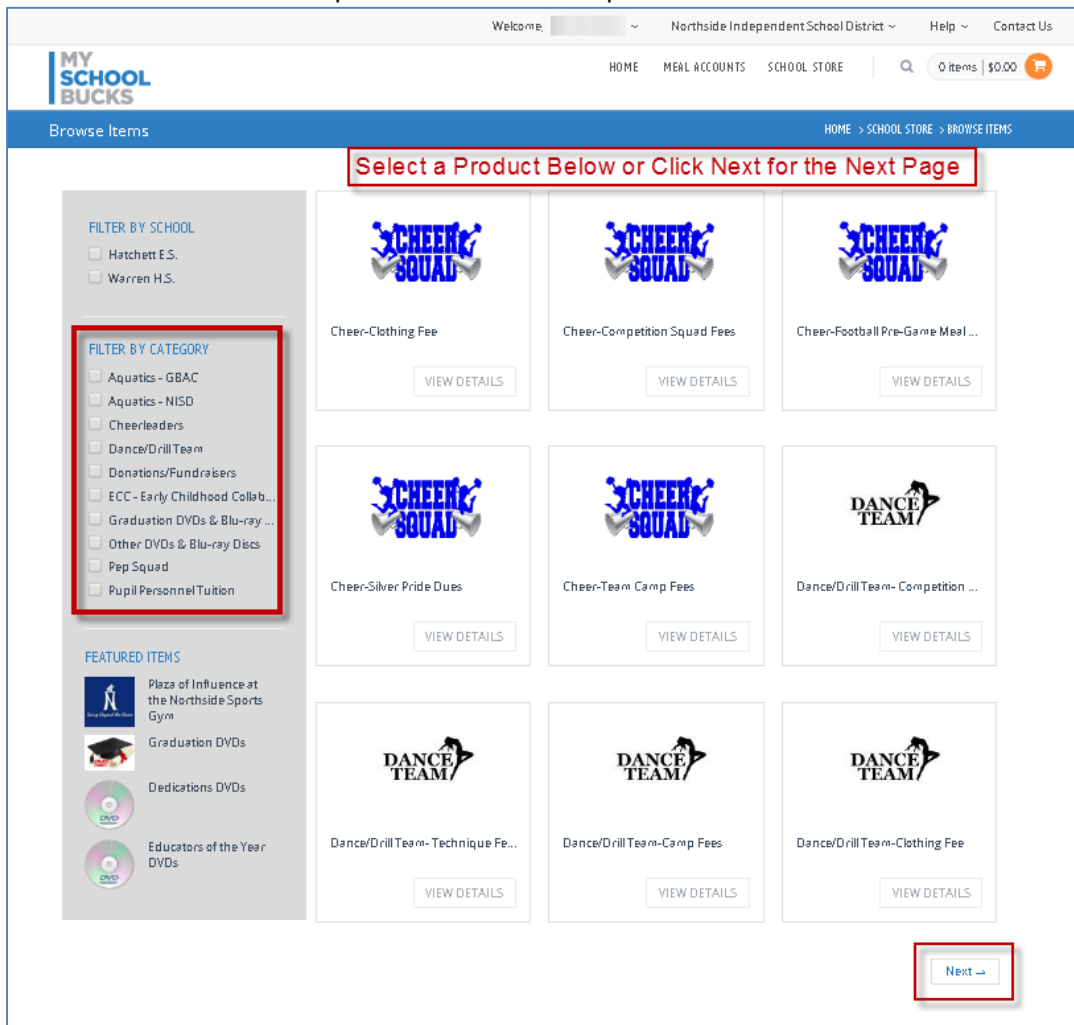 Welcome,
Northside Independent School District
Help
Contact Us
MY
SCHOOL
BUCKS
HOME
MEAL ACCOUNTS
SCHOOL STORE
0 items | $0.00
Browse Items
HOME > SCHOOL STORE > BROWSE ITEMS
Select a Product Below or Click Next for the Next Page
FILTER BY SCHOOL
Hatchett E.S.
Warren H.S.
FILTER BY CATEGORY
Aquatics - GBAC
Aquatics - NISD
Cheerleaders
Dance/Drill Team
Donations/Fundraisers
ECC - Early Childhood Collab...
Graduation DVDs & Blu-ray ...
Other DVDs & Blu-ray Discs
Pep Squad
Pupil Personnel Tuition
FEATURED ITEMS
Plaza of Influence at
the Northside Sports
Gym
Graduation DVDs
Dedications DVDs
DVD
Educators of the Year
DVDs
DVD
CHEER
SQUAD
Cheer-Clothing Fee
VIEW DETAILS
CHEER
SQUAD
Cheer-Competition Squad Fees
VIEW DETAILS
CHEER
SQUAD
Cheer-Football Pre-Game Meal ...
VIEW DETAILS
CHEER
SQUAD
Cheer-Silver Pride Dues
VIEW DETAILS
CHEER
SQUAD
Cheer-Team Camp Fees
VIEW DETAILS
DANCE
TEAM
Dance/Drill Team- Competition ...
VIEW DETAILS
DANCE
TEAM
Dance/Drill Team- Technique Fe...
VIEW DETAILS
DANCE
TEAM
Dance/Drill Team-Camp Fees
VIEW DETAILS
DANCE
TEAM
Dance/Drill Team-Clothing Fee
VIEW DETAILS
Next →